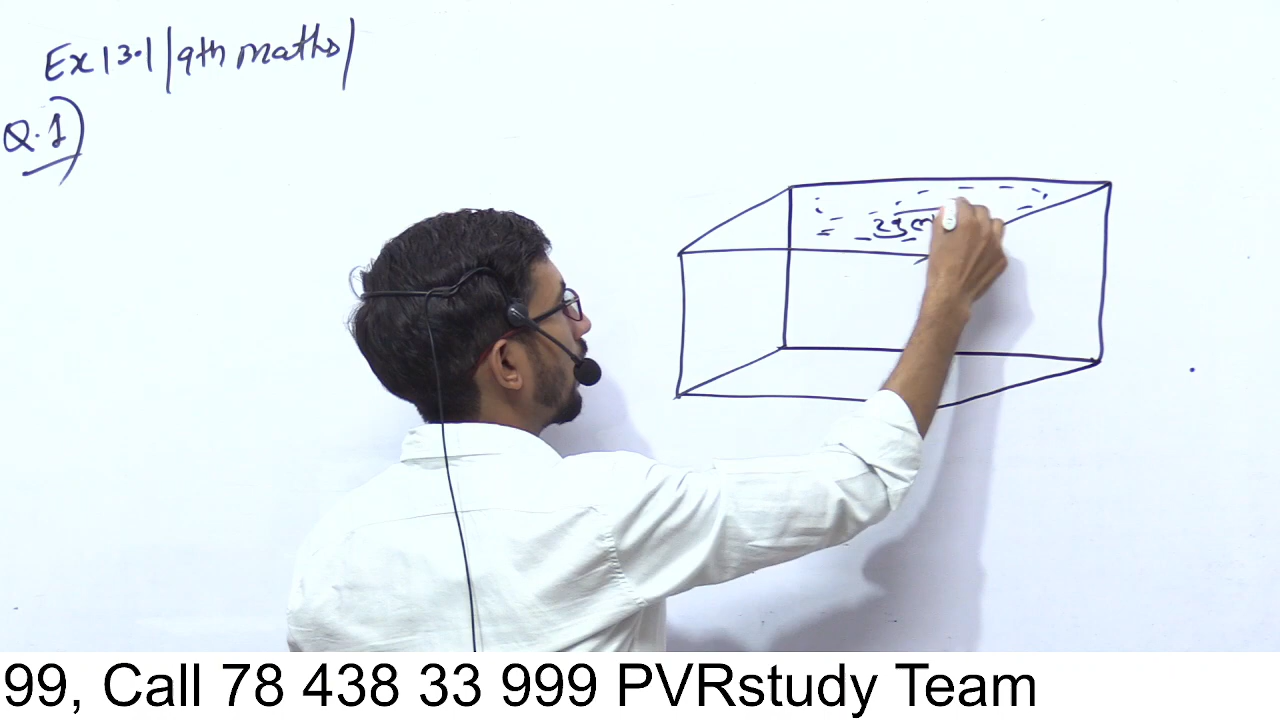 Ex 13.1 | 9th maths |
Q.1)
99, Call 78 438 33 999 PVRstudy Team